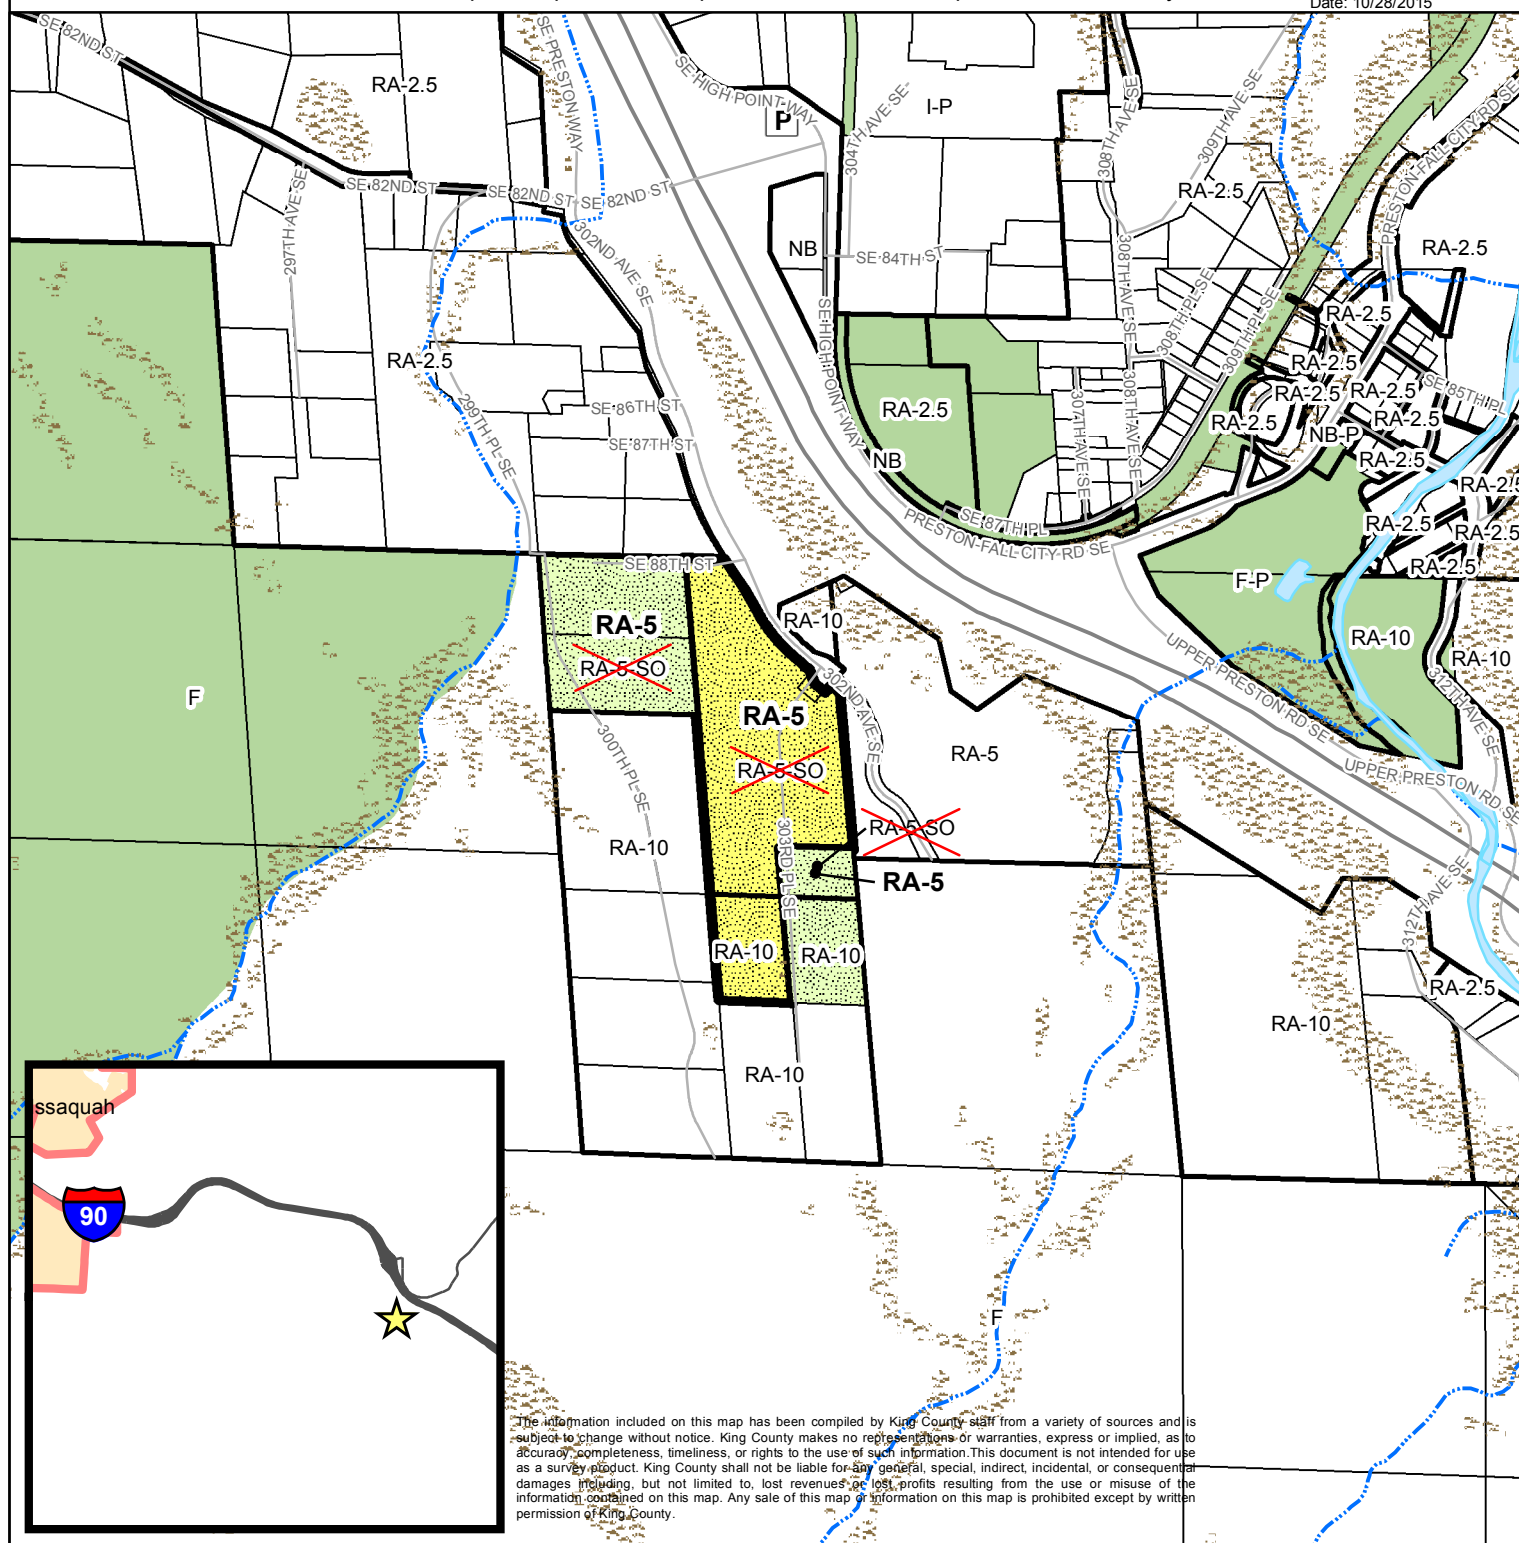 Date: 10/28/2015
SE 82ND ST
RA-2.5
SE PRESTON WAY
SE HIGH POINT WAY
P
304TH AVE SE
I-P
308TH AVE SE
309TH AVE SE
PRESTON-FALL CITY RD SE
297TH AVE SE
SE 82ND ST
SE 82ND ST
SE 82ND ST
RA-2.5
PRESTON-FALL CITY RD SE
302ND AVE SE
NB
SE 84TH ST
308TH AVE SE
308TH PL SE
309TH PL SE
RA-2.5
RA-2.5
SE HIGH POINT WAY
RA-2.5
RA-2.5
RA-2.5
RA-2.5
SE 85TH PL
299TH PL SE
SE 86TH ST
RA-2.5
307TH AVE SE
308TH AVE SE
RA-2.5
RA-2.5
SE 87TH ST
NB-P
NB
RA-2.5
RA-2.5
SE 87TH PL
PRESTON-FALL CITY RD SE
RA-2.5
RA-2.5
SE 88TH ST
RA-2.5
F-P
RA-5
RA-10
RA-10
RA-5-SO
UPPER PRESTON RD SE
RA-10
F
302ND AVE SE
312TH AVE SE
RA-5
300TH PL SE
RA-5
RA-5-SO
UPPER PRESTON RD SE
303RD PL SE
RA-5-SO
RA-10
RA-5
312TH AVE SE
RA-10
RA-10
RA-2.5
RA-10
RA-10
ssaquah
90
F
The information included on this map has been compiled by King County staff from a variety of sources and is
subject to change without notice. King County makes no representations or warranties, express or implied, as to
accuracy, completeness, timeliness, or rights to the use of such information.This document is not intended for use
as a survey product. King County shall not be liable for any general, special, indirect, incidental, or consequential
damages including, but not limited to, lost revenues or lost profits resulting from the use or misuse of the
information contained on this map. Any sale of this map or information on this map is prohibited except by written
permission of King County.